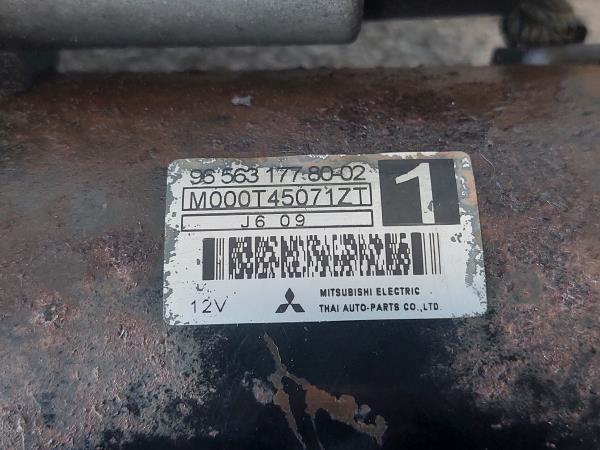 96 563 177 80-02
1
M000T45071ZT
J6 09
12V
MITSUBISHI ELECTRIC
THAI AUTO-PARTS CO.,LTD.